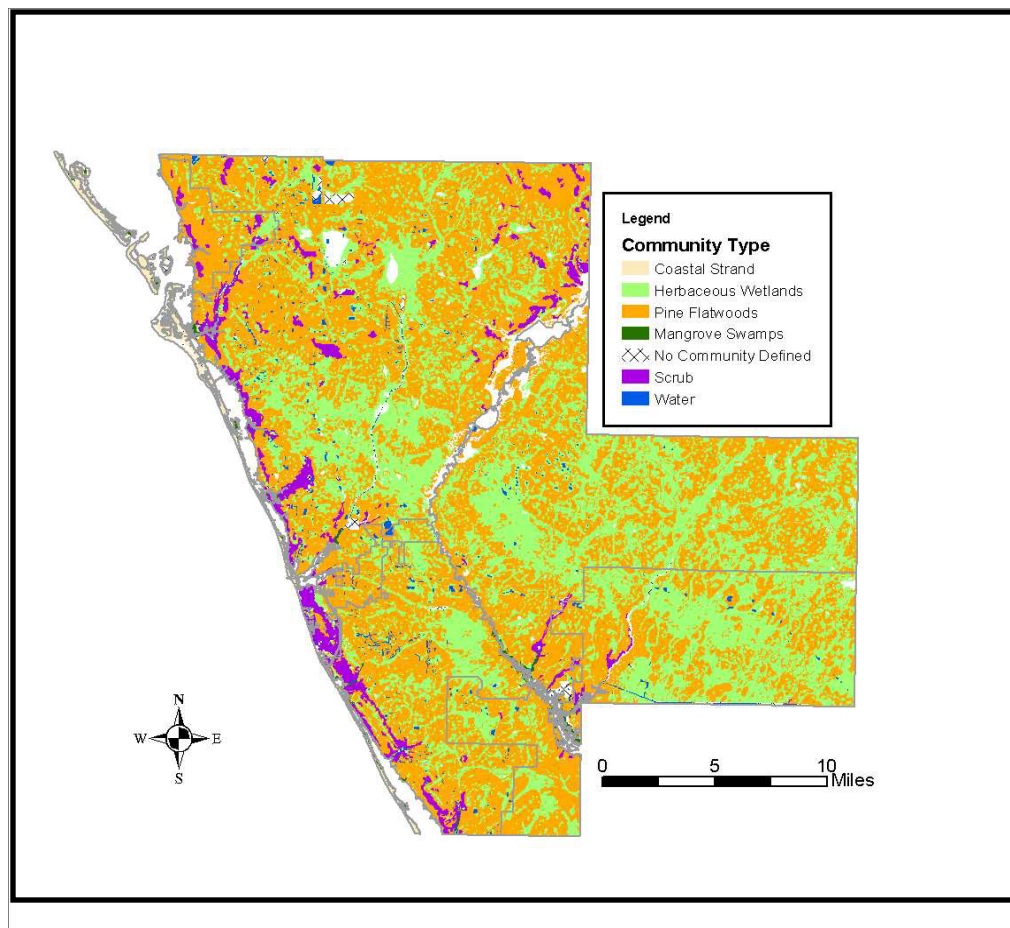 Legend
Community Type
Coastal Strand
Herbaceous Wetlands
Pine Flatwoods
Mangrove Swamps
No Community Defined
Scrub
Water
N
W E
S
0 5 10
Miles